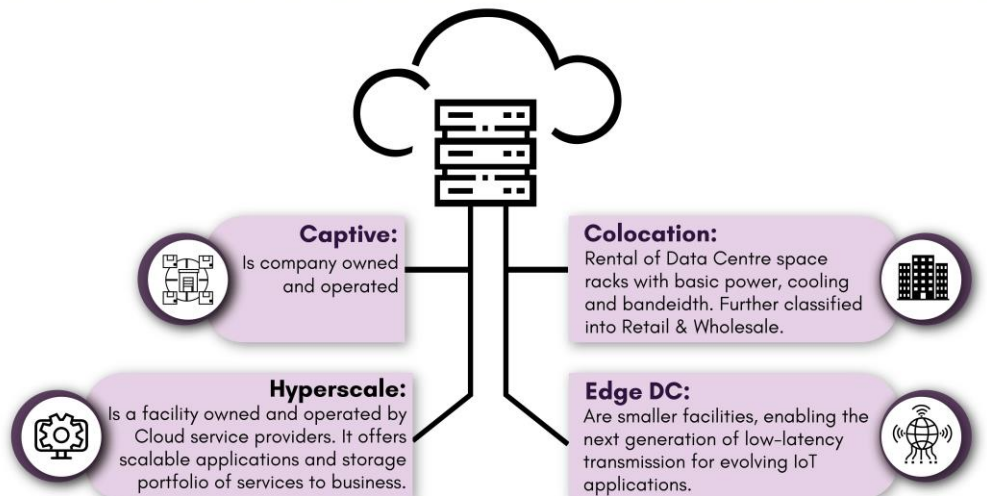 Captive:
Is company owned
and operated
Colocation:
Rental of Data Centre space
racks with basic power, cooling
and bandeidth. Further classified
into Retail & Wholesale.
Hyperscale:
Is a facility owned and operated by
Cloud service providers. It offers
scalable applications and storage
portfolio of services to business.
Edge DC:
Are smaller facilities, enabling the
next generation of low-latency
transmission for evolving IoT
applications.